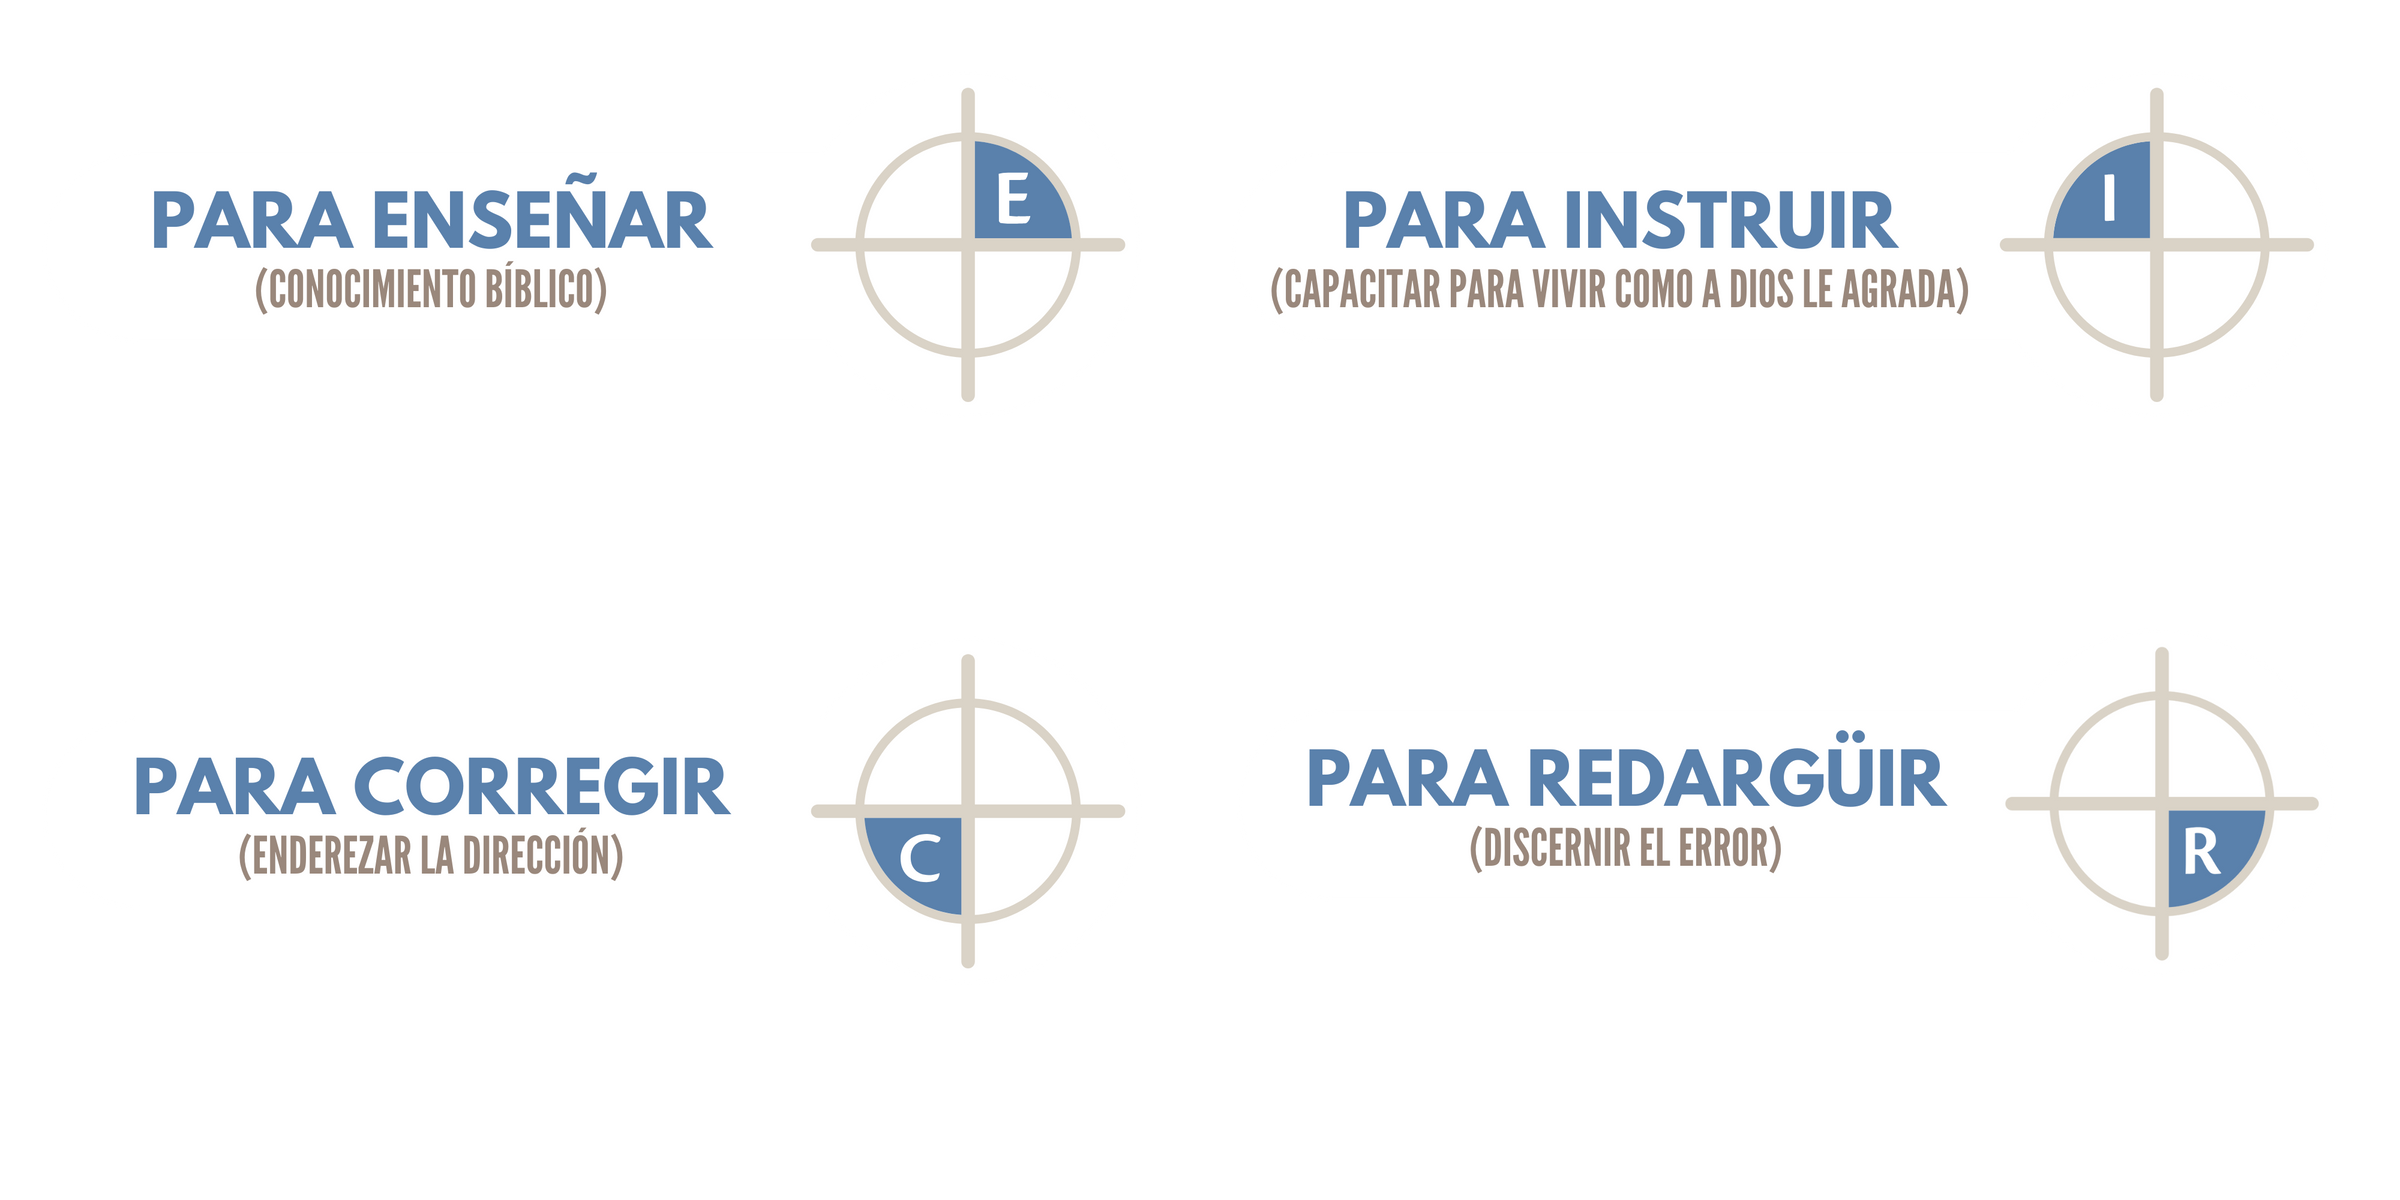 PARA ENSEÑAR
(CONOCIMIENTO BÍBLICO)
E
PARA INSTRUIR
(CAPACITAR PARA VIVIR COMO A DIOS LE AGRADA)
I
PARA CORREGIR
(ENDEREZAR LA DIRECCIÓN)
C
PARA REDARGÜIR
(DISCERNIR EL ERROR)
R